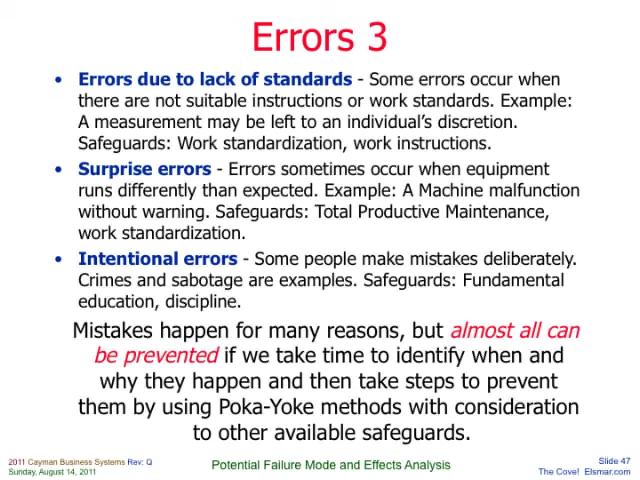 Errors 3
• Errors due to lack of standards - Some errors occur when
there are not suitable instructions or work standards. Example:
A measurement may be left to an individual's discretion.
Safeguards: Work standardization, work instructions.
• Surprise errors - Errors sometimes occur when equipment
runs differently than expected. Example: A Machine malfunction
without warning. Safeguards: Total Productive Maintenance,
work standardization.
• Intentional errors - Some people make mistakes deliberately.
Crimes and sabotage are examples. Safeguards: Fundamental
education, discipline.
Mistakes happen for many reasons, but almost all can
be prevented if we take time to identify when and
why they happen and then take steps to prevent
them by using Poka-Yoke methods with consideration
to other available safeguards.
2011 Cayman Business Systems Rev: Q
Sunday, August 14, 2011
Potential Failure Mode and Effects Analysis
Slide 47
The Cove! Elsmar.com